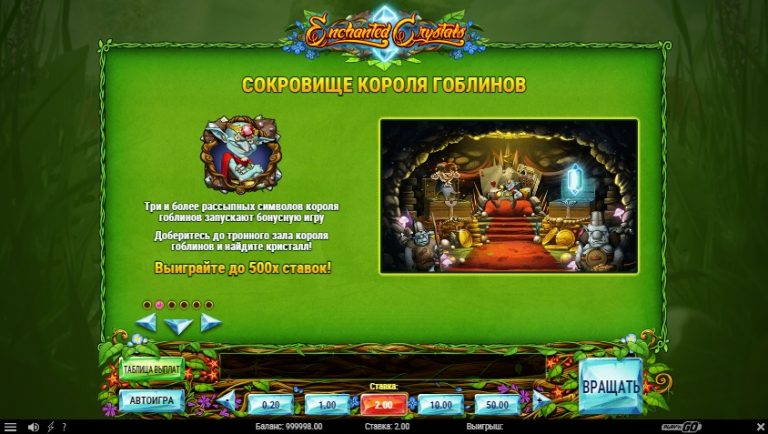 Enchanted Crystals
СОКРОВИЩЕ КОРОЛЯ ГОБЛИНОВ
Три и более рассыпных символов короля
гоблинов запускают бонусную игру
Доберитесь до тронного зала короля
гоблинов и найдите кристалл!
Выиграйте до 500x ставок!
ТАБЛИЦА ВЫПЛАТ
АВТОИГРА
Ставка:
0.20 1.00 2.00 10.00 50.00
ВРАЩАТЬ
? Баланс: 999998.00 Ставка: 2.00 Выигрыш: PLAY'N GO